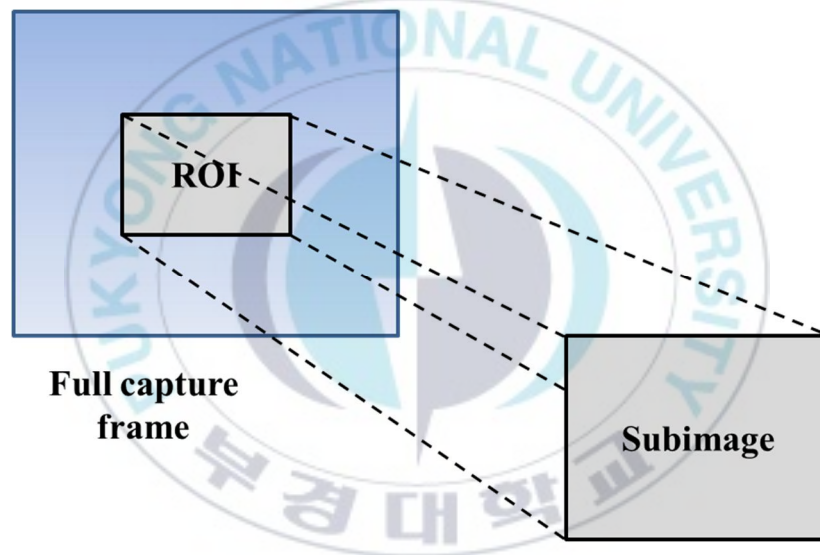 PUKYONG NATIONAL UNIVERSITY
ROI
Full capture
frame
Subimage
부경대학교